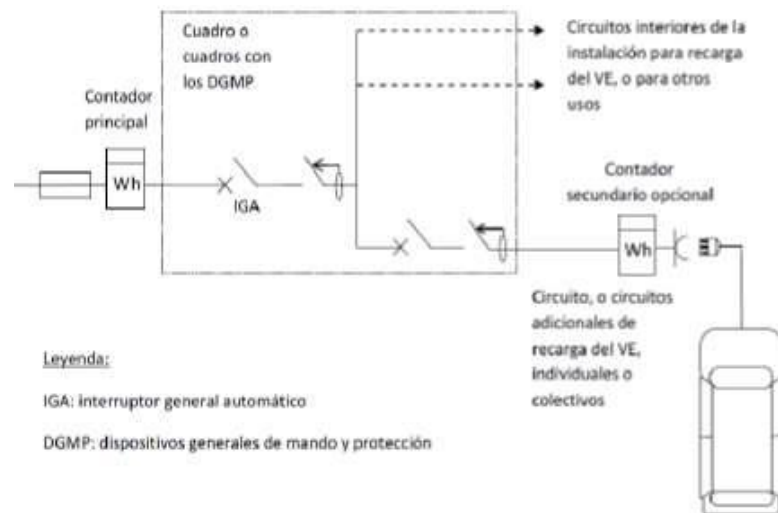 Cuadro o
cuadros con
los DGMP
Circuitos interiores de la
instalación para recarga
del VE, o para otros
usos
Contador
principal
Wh
IGA
Contador
secundario opcional
Wh
Circuito, o circuitos
adicionales de
recarga del VE,
individuales o
colectivos
Leyenda:
IGA: interruptor general automático
DGMP: dispositivos generales de mando y protección